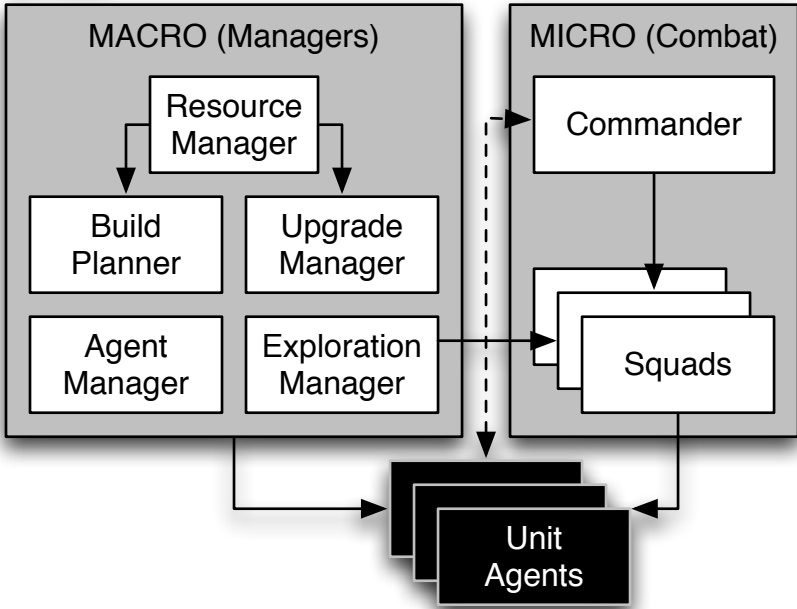 MACRO (Managers)
Resource
Manager
Build
Planner
Upgrade
Manager
Agent
Manager
Exploration
Manager
MICRO (Combat)
Commander
Squads
Unit
Agents